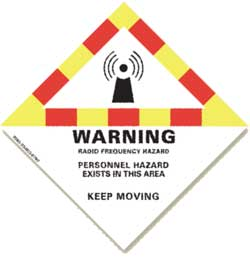 WARNING
RADIO FREQUENCY HAZARD
PERSONNEL HAZARD
EXISTS IN THIS AREA
KEEP MOVING